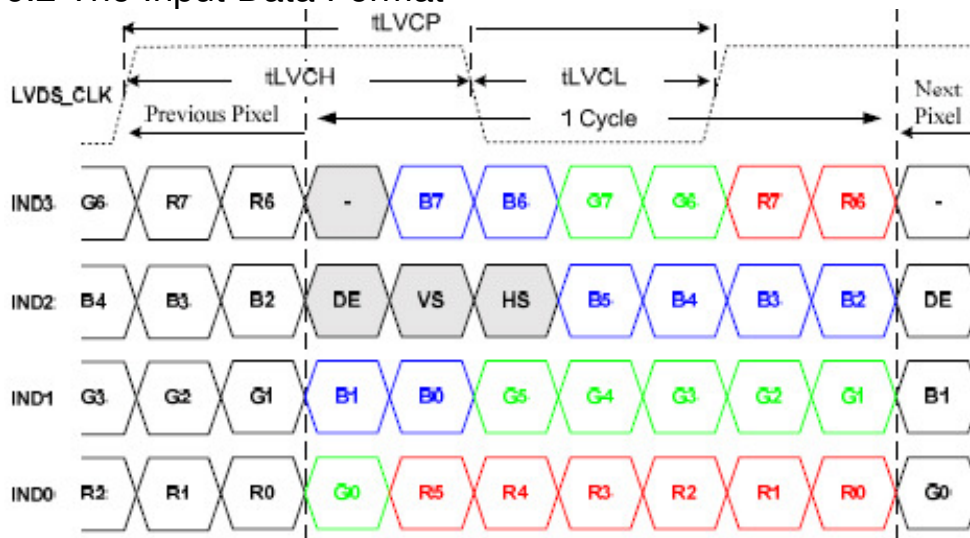 tLVCP
tLVCH tLVCL
LVDS_CLK
Previous Pixel 1 Cycle Next Pixel
IND3 G6 R7 R6 - B7 B6 G7 G6 R7 R6 -
IND2 B4 B3 B2 DE VS HS B5 B4 B3 B2 DE
IND1 G3 G2 G1 B1 B0 G5 G4 G3 G2 G1 B1
IND0 R2 R1 R0 G0 R5 R4 R3 R2 R1 R0 G0